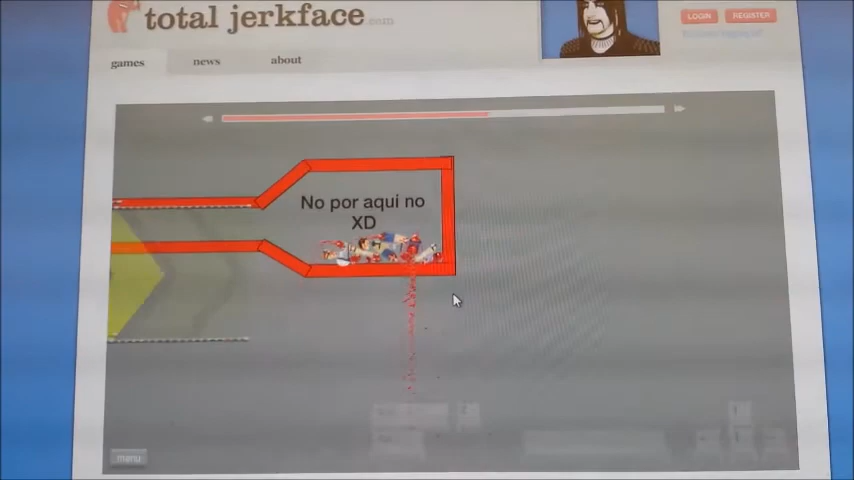 total jerkface.com
LOGIN
REGISTER
games
news
about
No por aqui no
XD
menu